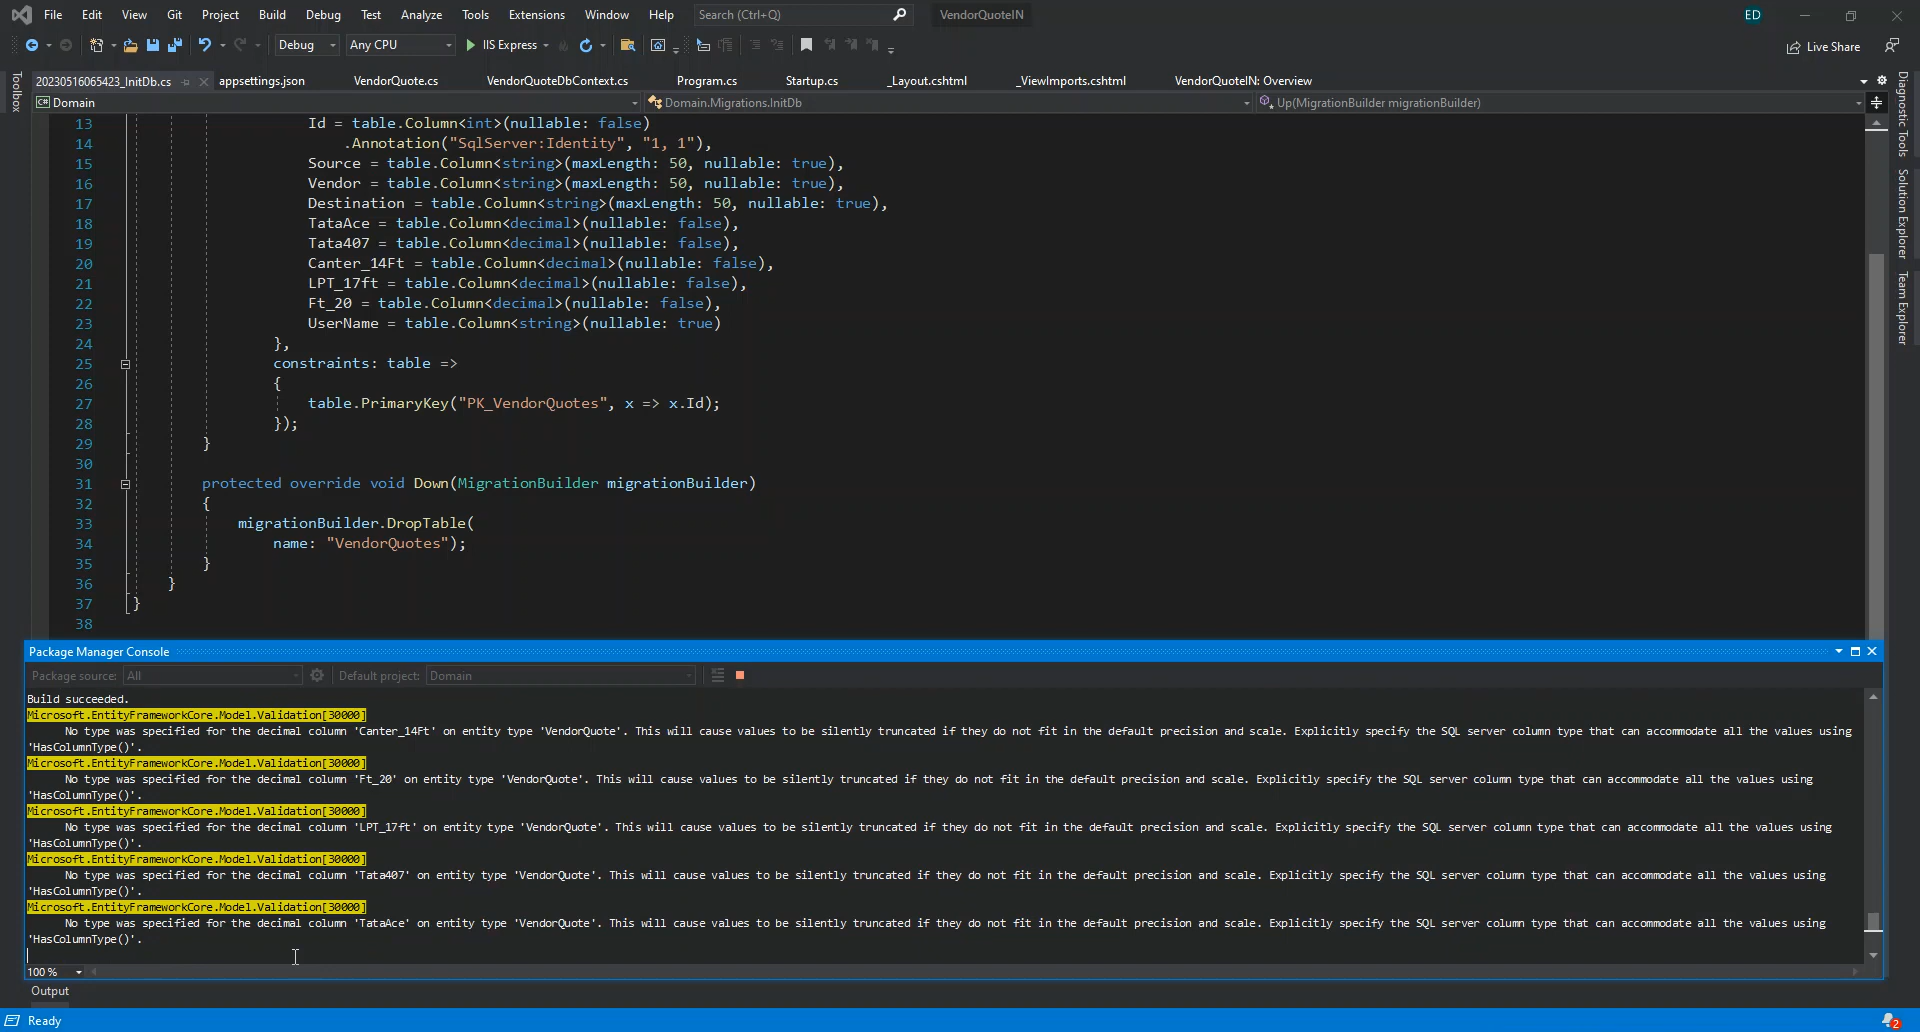 File Edit View Git Project Build Debug Test Analyze Tools Extensions Window Help Search (Ctrl+Q) VendorQuoteIN ED
Debug Any CPU IIS Express Live Share
Toolbox
20230516065423_InitDb.cs appsettings.json VendorQuote.cs VendorQuoteDbContext.cs Program.cs Startup.cs _Layout.cshtml _ViewImports.cshtml VendorQuoteIN: Overview
C# Domain Domain.Migrations.InitDb Up(MigrationBuilder migrationBuilder)
13 Id = table.Column<int>(nullable: false)
14 .Annotation("SqlServer:Identity", "1, 1"),
15 Source = table.Column<string>(maxLength: 50, nullable: true),
16 Vendor = table.Column<string>(maxLength: 50, nullable: true),
17 Destination = table.Column<string>(maxLength: 50, nullable: true),
18 TataAce = table.Column<decimal>(nullable: false),
19 Tata407 = table.Column<decimal>(nullable: false),
20 Canter_14Ft = table.Column<decimal>(nullable: false),
21 LPT_17ft = table.Column<decimal>(nullable: false),
22 Ft_20 = table.Column<decimal>(nullable: false),
23 UserName = table.Column<string>(nullable: true)
24 },
25 constraints: table =>
26 {
27 table.PrimaryKey("PK_VendorQuotes", x => x.Id);
28 });
29 }
30
31 protected override void Down(MigrationBuilder migrationBuilder)
32 {
33 migrationBuilder.DropTable(
34 name: "VendorQuotes");
35 }
36 }
37 }
38
Diagnostic Tools
Solution Explorer
Team Explorer
Package Manager Console
Package source: All Default project: Domain
Build succeeded.
Microsoft.EntityFrameworkCore.Model.Validation[30000]
No type was specified for the decimal column 'Canter_14Ft' on entity type 'VendorQuote'. This will cause values to be silently truncated if they do not fit in the default precision and scale. Explicitly specify the SQL server column type that can accommodate all the values using
'HasColumnType()'.
Microsoft.EntityFrameworkCore.Model.Validation[30000]
No type was specified for the decimal column 'Ft_20' on entity type 'VendorQuote'. This will cause values to be silently truncated if they do not fit in the default precision and scale. Explicitly specify the SQL server column type that can accommodate all the values using
'HasColumnType()'.
Microsoft.EntityFrameworkCore.Model.Validation[30000]
No type was specified for the decimal column 'LPT_17ft' on entity type 'VendorQuote'. This will cause values to be silently truncated if they do not fit in the default precision and scale. Explicitly specify the SQL server column type that can accommodate all the values using
'HasColumnType()'.
Microsoft.EntityFrameworkCore.Model.Validation[30000]
No type was specified for the decimal column 'Tata407' on entity type 'VendorQuote'. This will cause values to be silently truncated if they do not fit in the default precision and scale. Explicitly specify the SQL server column type that can accommodate all the values using
'HasColumnType()'.
Microsoft.EntityFrameworkCore.Model.Validation[30000]
No type was specified for the decimal column 'TataAce' on entity type 'VendorQuote'. This will cause values to be silently truncated if they do not fit in the default precision and scale. Explicitly specify the SQL server column type that can accommodate all the values using
'HasColumnType()'.
100 %
Output
Ready 2